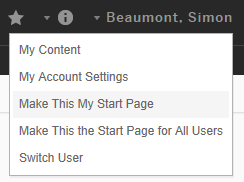 Beaumont, Simon
My Content
My Account Settings
Make This My Start Page
Make This the Start Page for All Users
Switch User